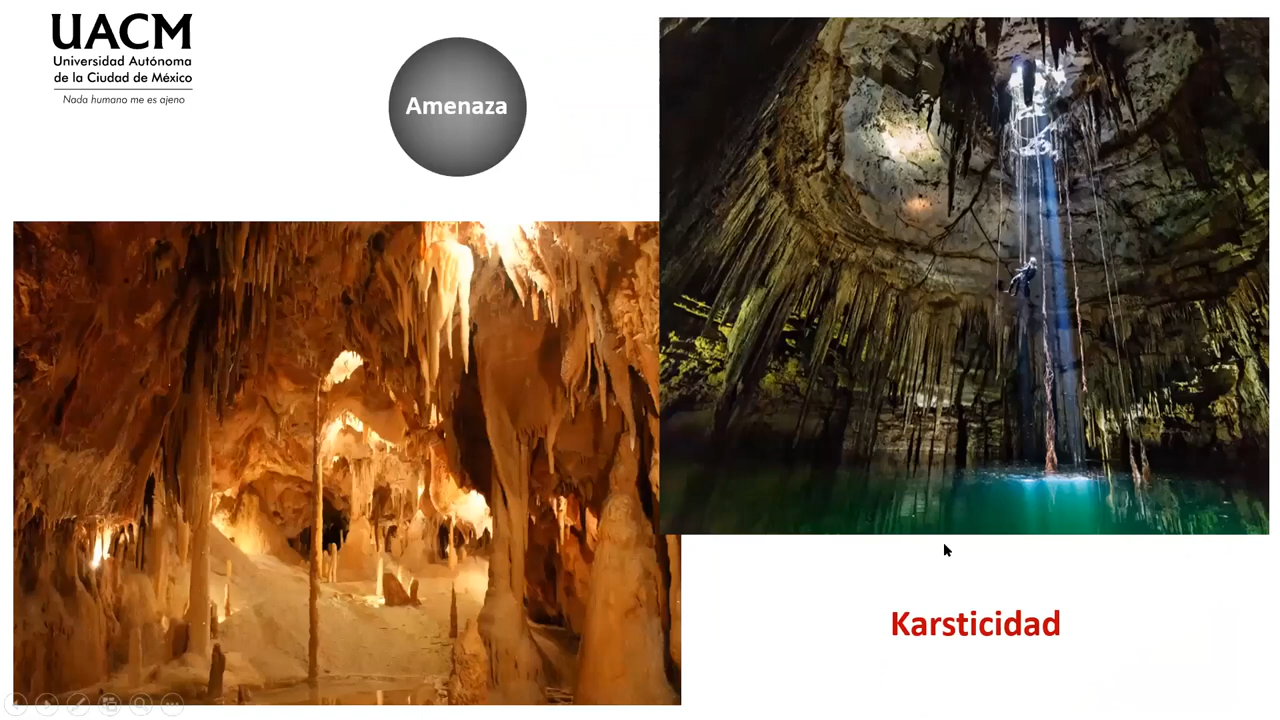 UACM
Universidad Autónoma
de la Ciudad de México
Nada humano me es ajeno
Amenaza
Karsticidad